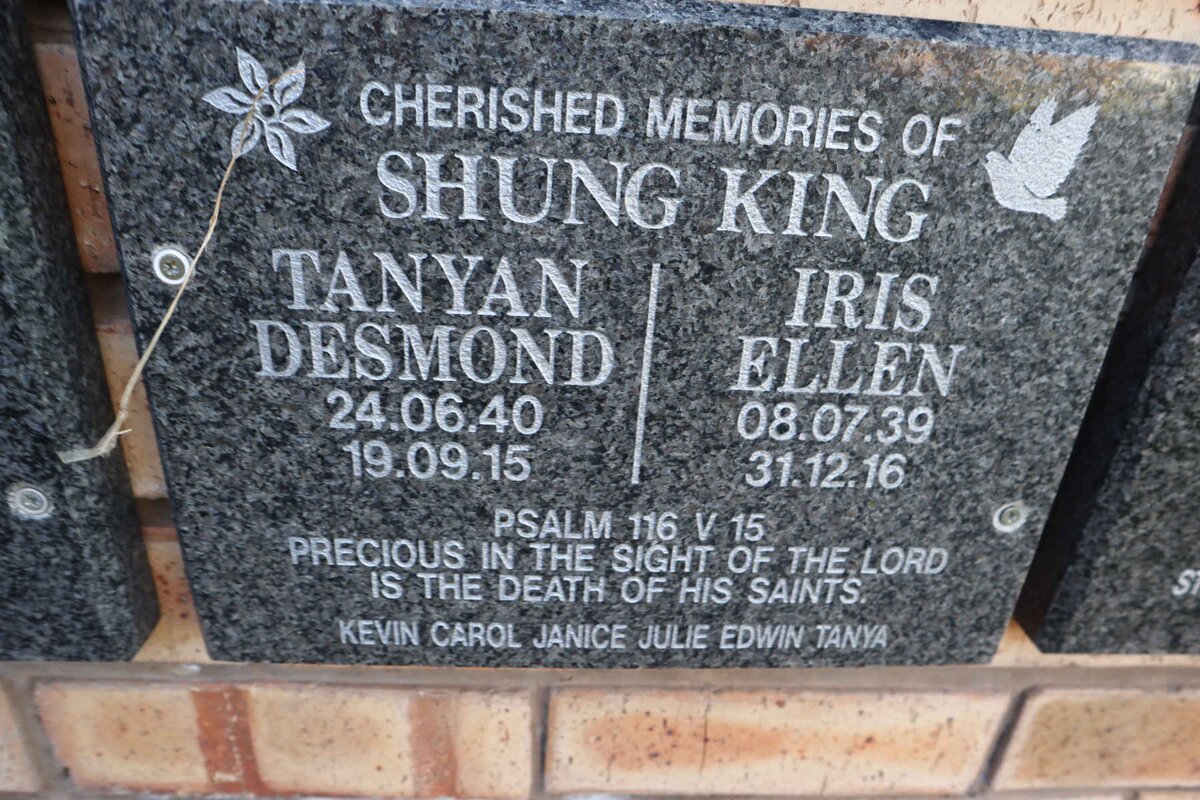 CHERISHED MEMORIES OF
SHUNG KING
TANYAN
DESMOND
24.06.40
19.09.15
IRIS
ELLEN
08.07.39
31.12.16
PSALM 116 V 15
PRECIOUS IN THE SIGHT OF THE LORD
IS THE DEATH OF HIS SAINTS.
KEVIN CAROL JANICE JULIE EDWIN TANYA